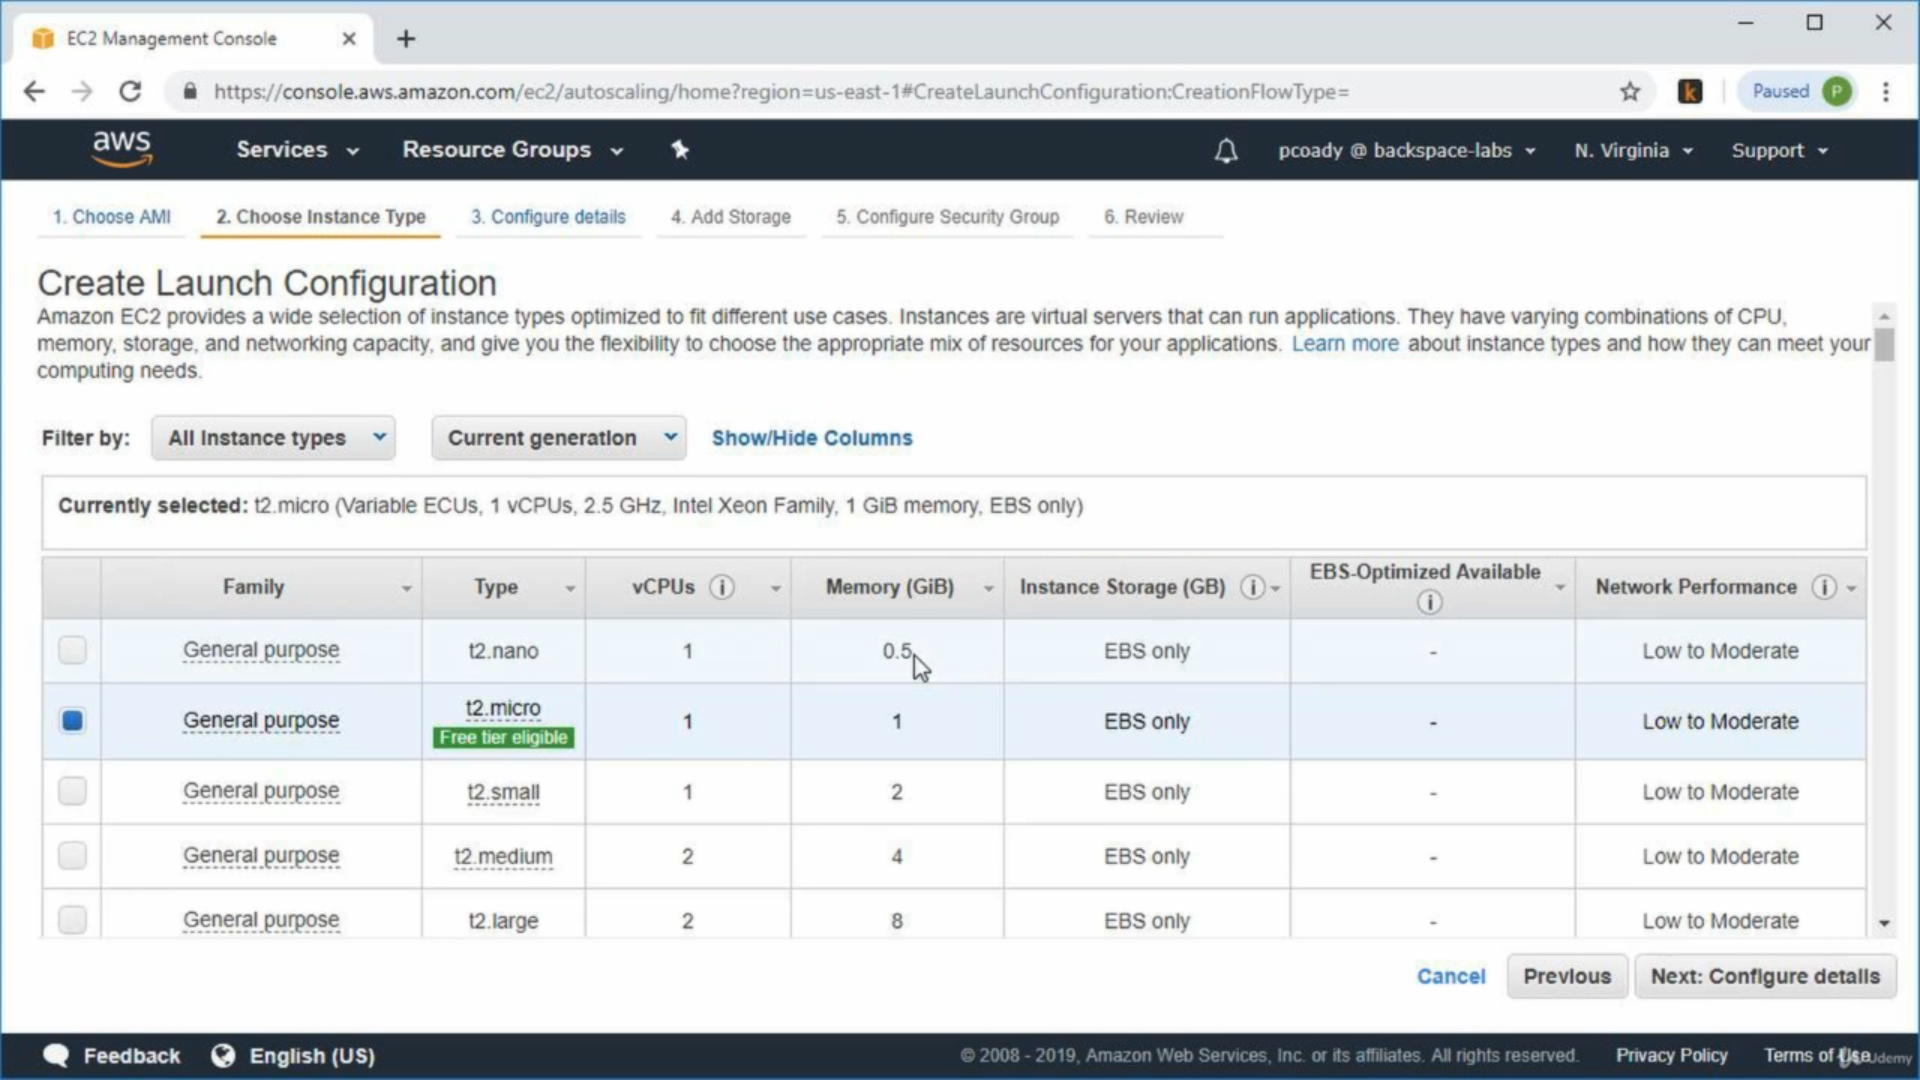 EC2 Management Console
https://console.aws.amazon.com/ec2/autoscaling/home?region=us-east-1#CreateLaunchConfiguration:CreationFlowType=
k
Paused P
aws Services Resource Groups pcoady @ backspace-labs N. Virginia Support
1. Choose AMI 2. Choose Instance Type 3. Configure details 4. Add Storage 5. Configure Security Group 6. Review
Create Launch Configuration
Amazon EC2 provides a wide selection of instance types optimized to fit different use cases. Instances are virtual servers that can run applications. They have varying combinations of CPU,
memory, storage, and networking capacity, and give you the flexibility to choose the appropriate mix of resources for your applications. Learn more about instance types and how they can meet your
computing needs.
Filter by: All Instance types Current generation Show/Hide Columns
Currently selected: t2.micro (Variable ECUs, 1 vCPUs, 2.5 GHz, Intel Xeon Family, 1 GiB memory, EBS only)
Family Type vCPUs i Memory (GiB) Instance Storage (GB) i EBS-Optimized Available i Network Performance i
General purpose t2.nano 1 0.5 EBS only - Low to Moderate
General purpose t2.micro Free tier eligible 1 1 EBS only - Low to Moderate
General purpose t2.small 1 2 EBS only - Low to Moderate
General purpose t2.medium 2 4 EBS only - Low to Moderate
General purpose t2.large 2 8 EBS only - Low to Moderate
Cancel Previous Next: Configure details
Feedback English (US) © 2008 - 2019, Amazon Web Services, Inc. or its affiliates. All rights reserved. Privacy Policy Terms of Use Udemy